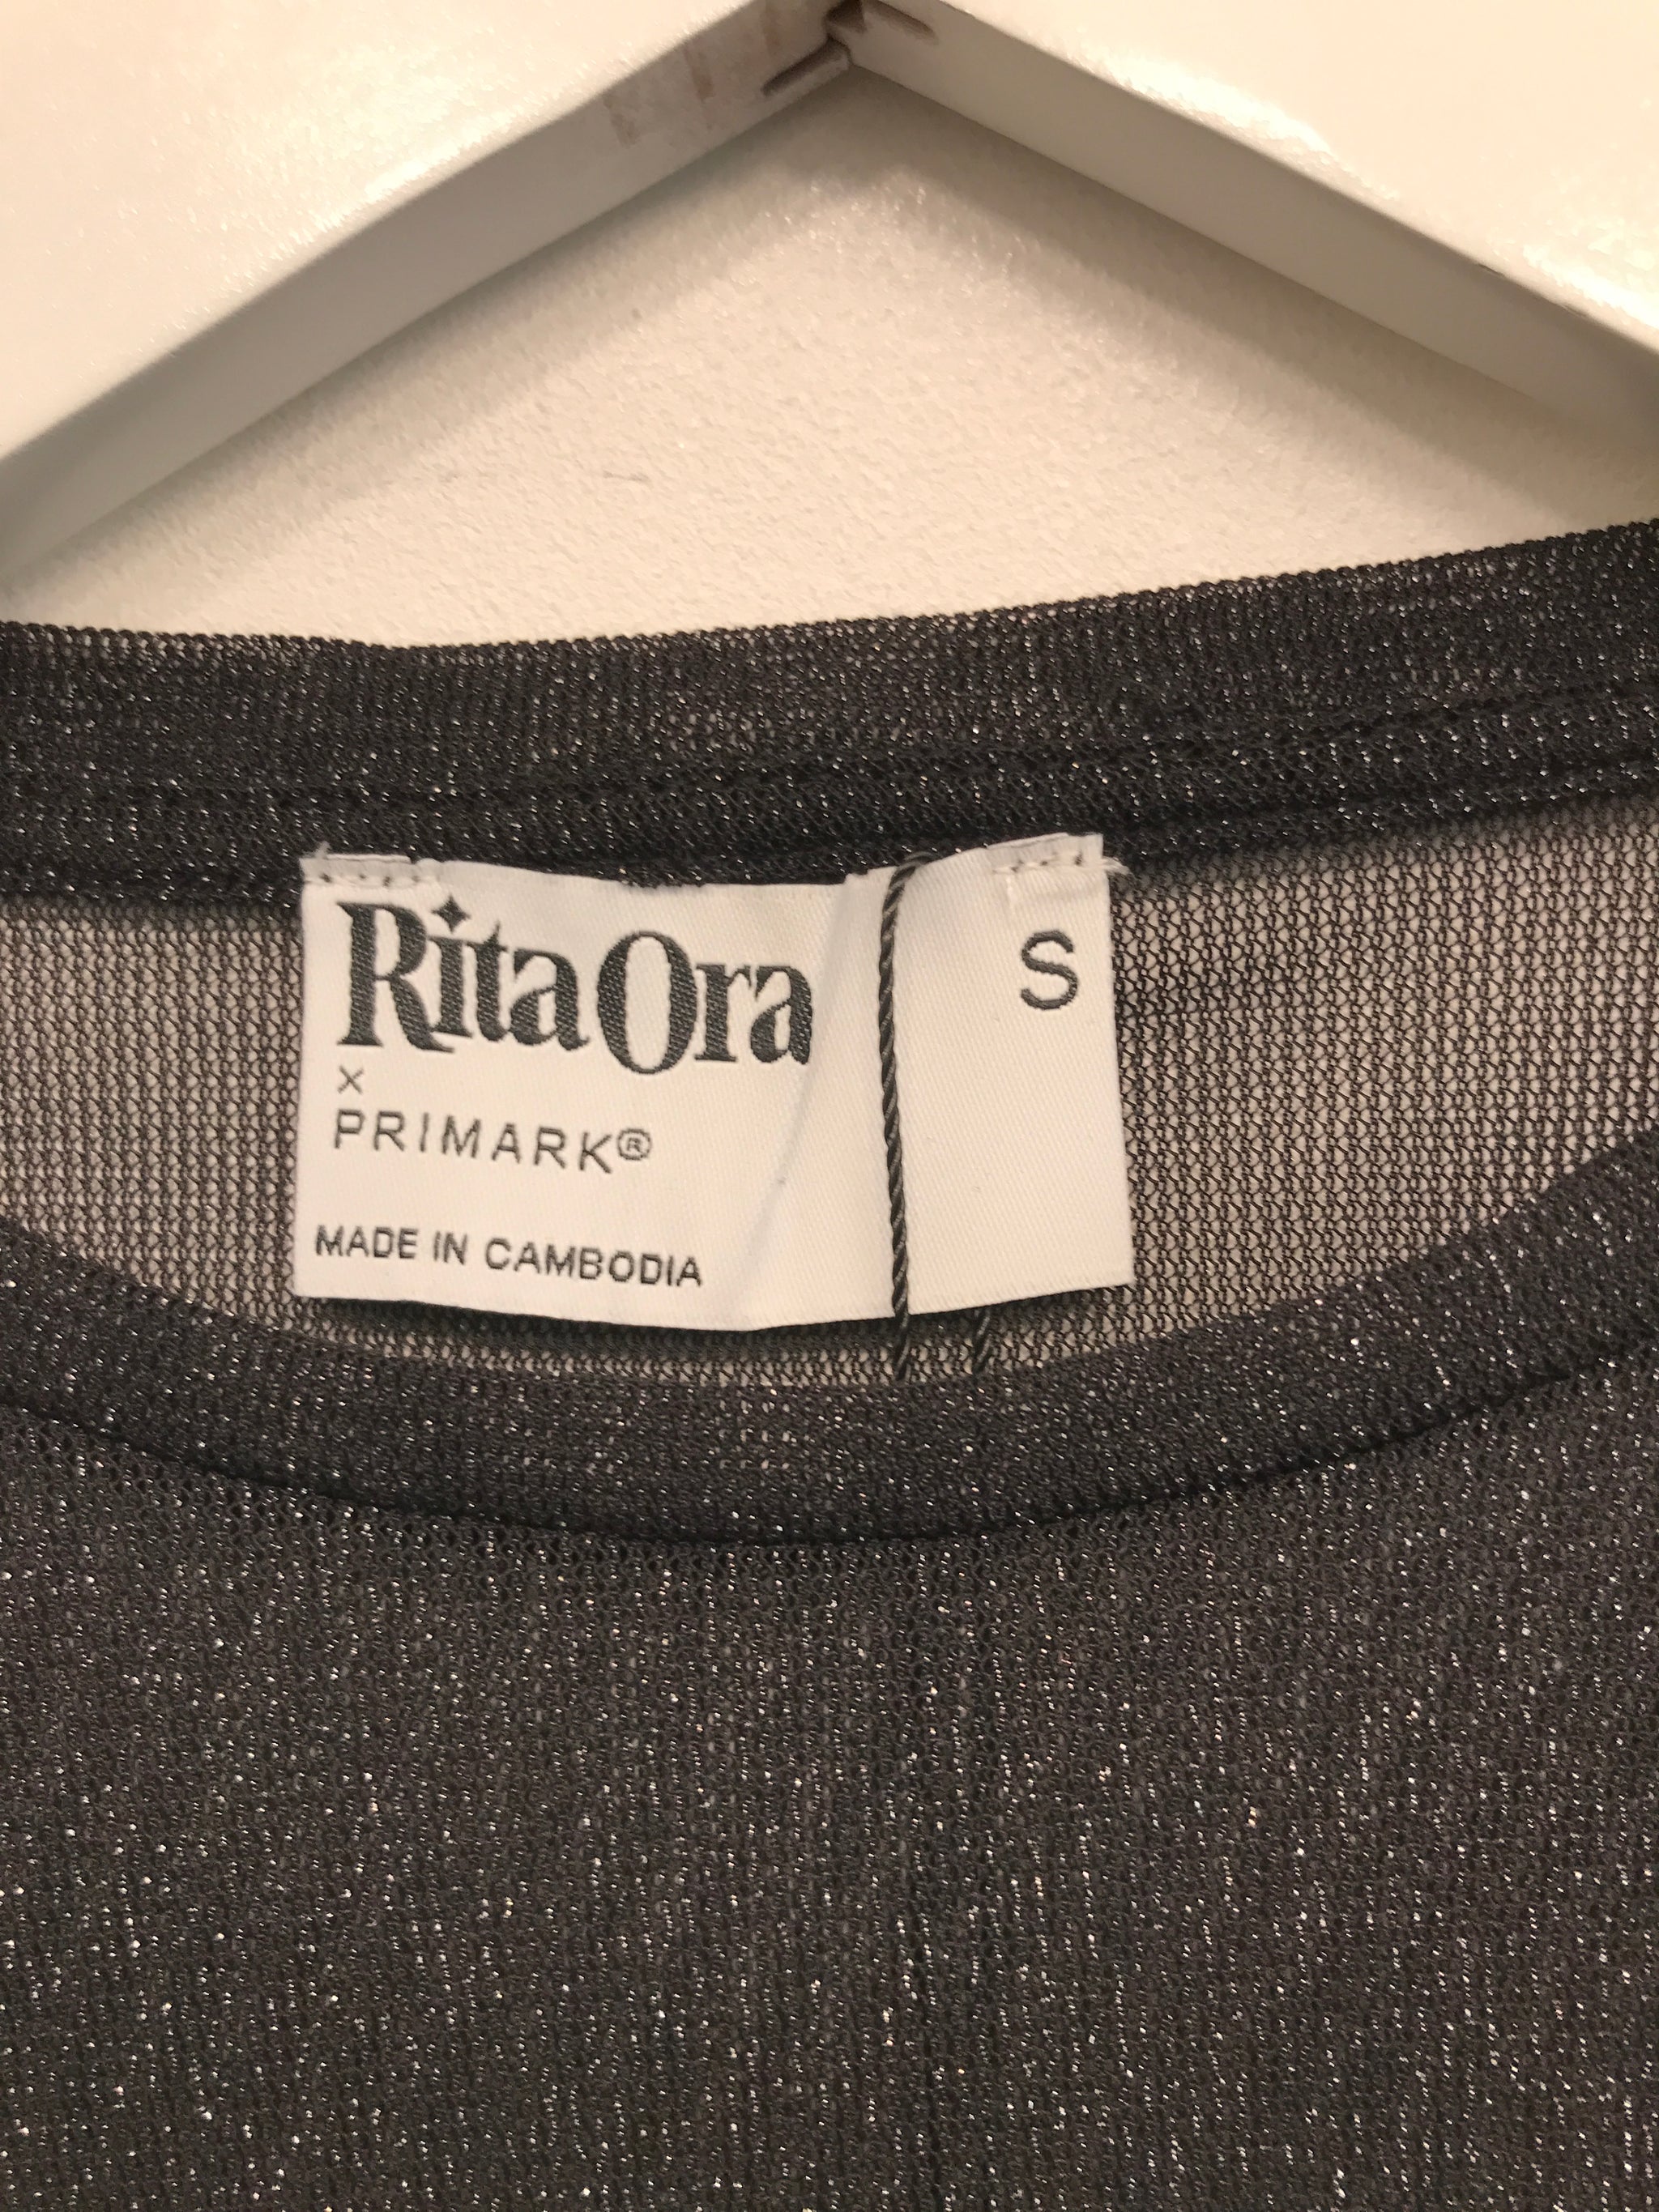 Rita Ora
S
x
PRIMARK®
MADE IN CAMBODIA